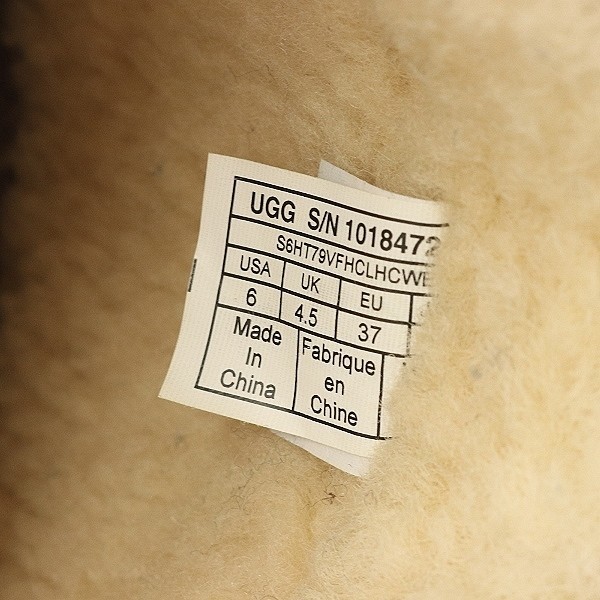 UGG S/N 1018472
S6HT79VFHCLHCWE
USA UK EU
6 4.5 37
Made Fabrique
In en
China Chine